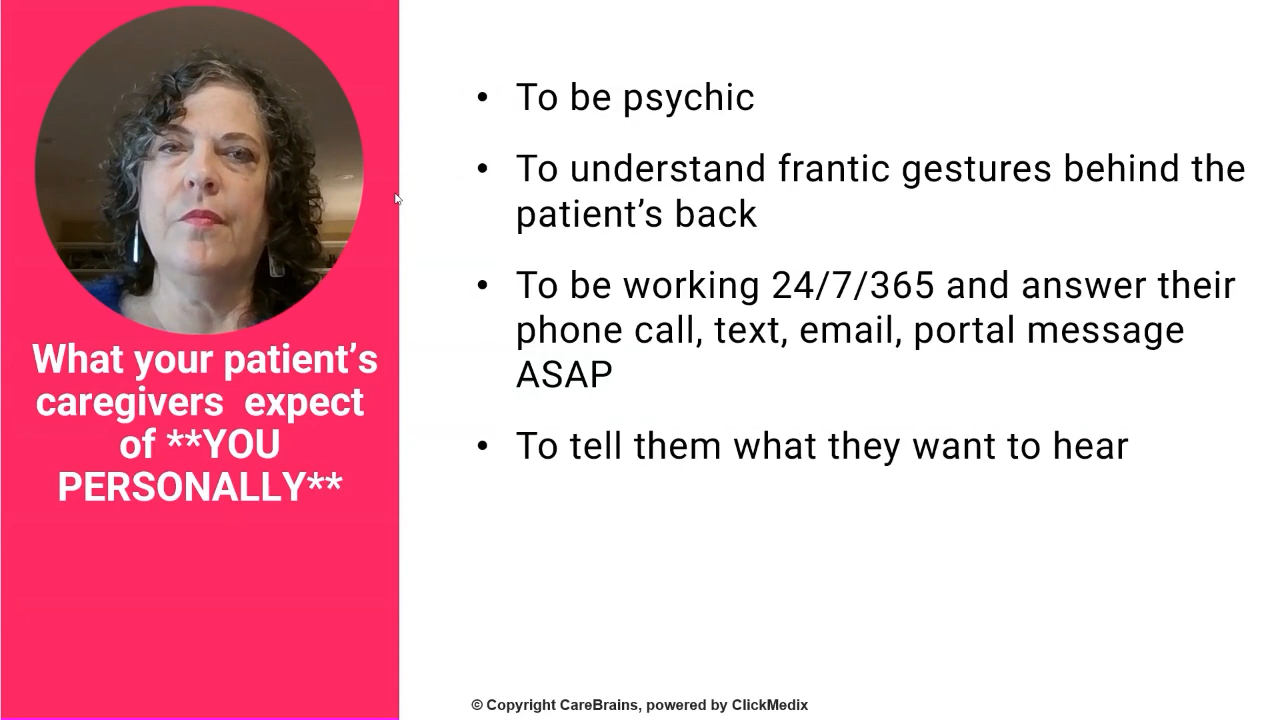 What your patient’s
caregivers  expect
of **YOU
PERSONALLY**
• To be psychic
• To understand frantic gestures behind the
patient’s back
• To be working 24/7/365 and answer their
phone call, text, email, portal message
ASAP
• To tell them what they want to hear
© Copyright CareBrains, powered by ClickMedix